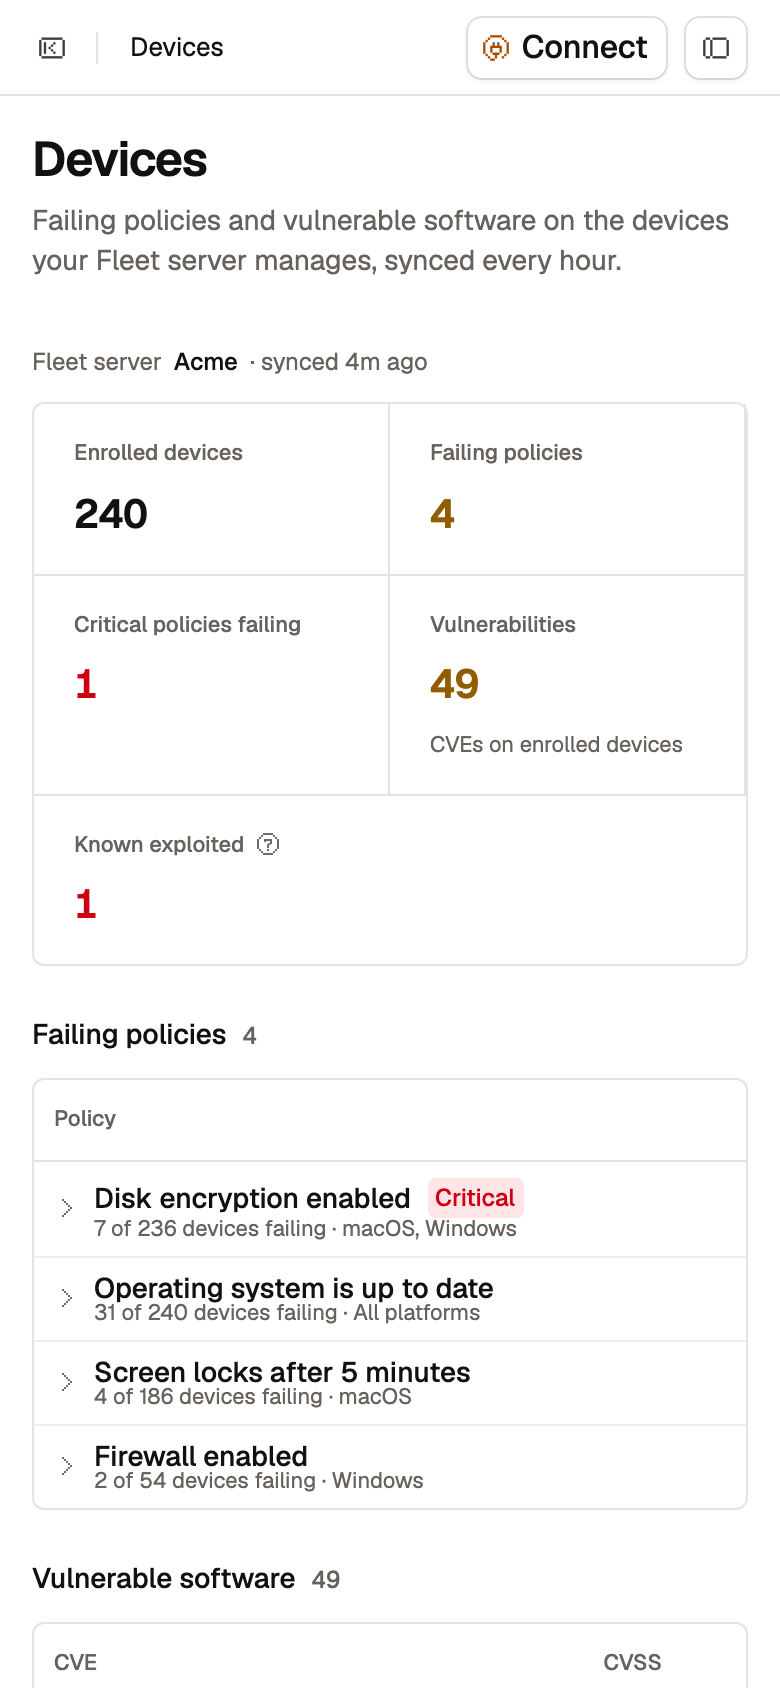 Devices
Connect
Devices
Failing policies and vulnerable software on the devices
your Fleet server manages, synced every hour.
Fleet server Acme · synced 4m ago
Enrolled devices
240
Failing policies
4
Critical policies failing
1
Vulnerabilities
49
CVEs on enrolled devices
Known exploited
1
Failing policies 4
Policy
Disk encryption enabled Critical
7 of 236 devices failing · macOS, Windows
Operating system is up to date
31 of 240 devices failing · All platforms
Screen locks after 5 minutes
4 of 186 devices failing · macOS
Firewall enabled
2 of 54 devices failing · Windows
Vulnerable software 49
CVE CVSS